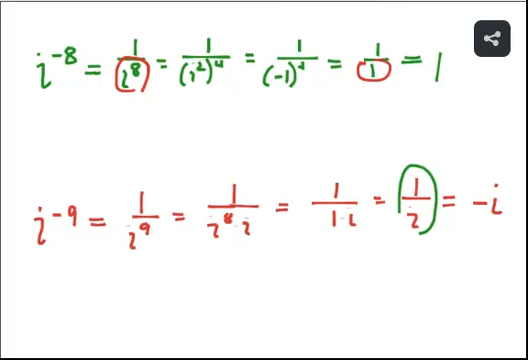 i^-8 = 1/i^8 = 1/(i^2)^4 = 1/(-1)^4 = 1/1 = 1
i^-9 = 1/i^9 = 1/(i^8·i) = 1/(1·i) = 1/i = -i